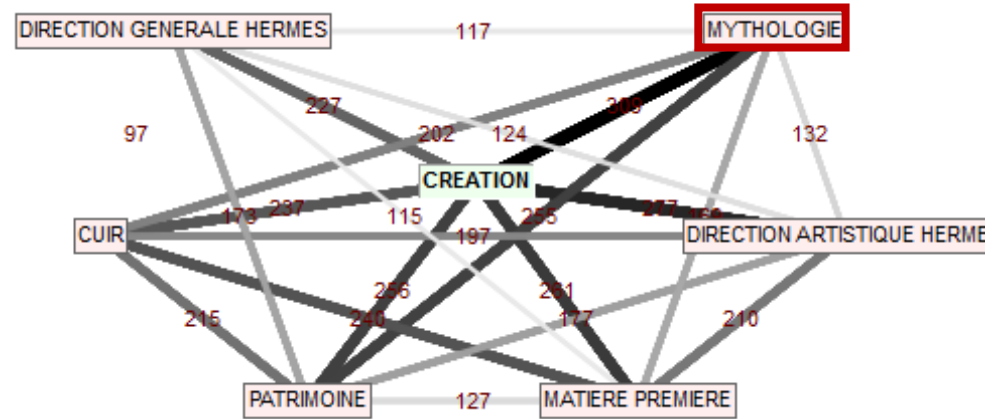 DIRECTION GENERALE HERMES
117
MYTHOLOGIE
227
309
97
202
124
132
CREATION
237
173
115
255
277
CUIR
197
DIRECTION ARTISTIQUE HERME
256
261
215
240
177
210
PATRIMOINE
127
MATIERE PREMIERE